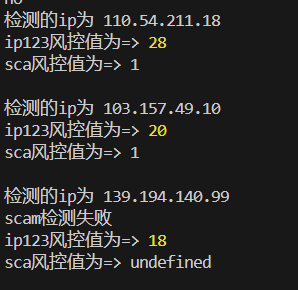 no
检测的ip为 110.54.211.18
ip123风控值为=> 28
sca风控值为=> 1
检测的ip为 103.157.49.10
ip123风控值为=> 20
sca风控值为=> 1
检测的ip为 139.194.140.99
scam检测失败
ip123风控值为=> 18
sca风控值为=> undefined